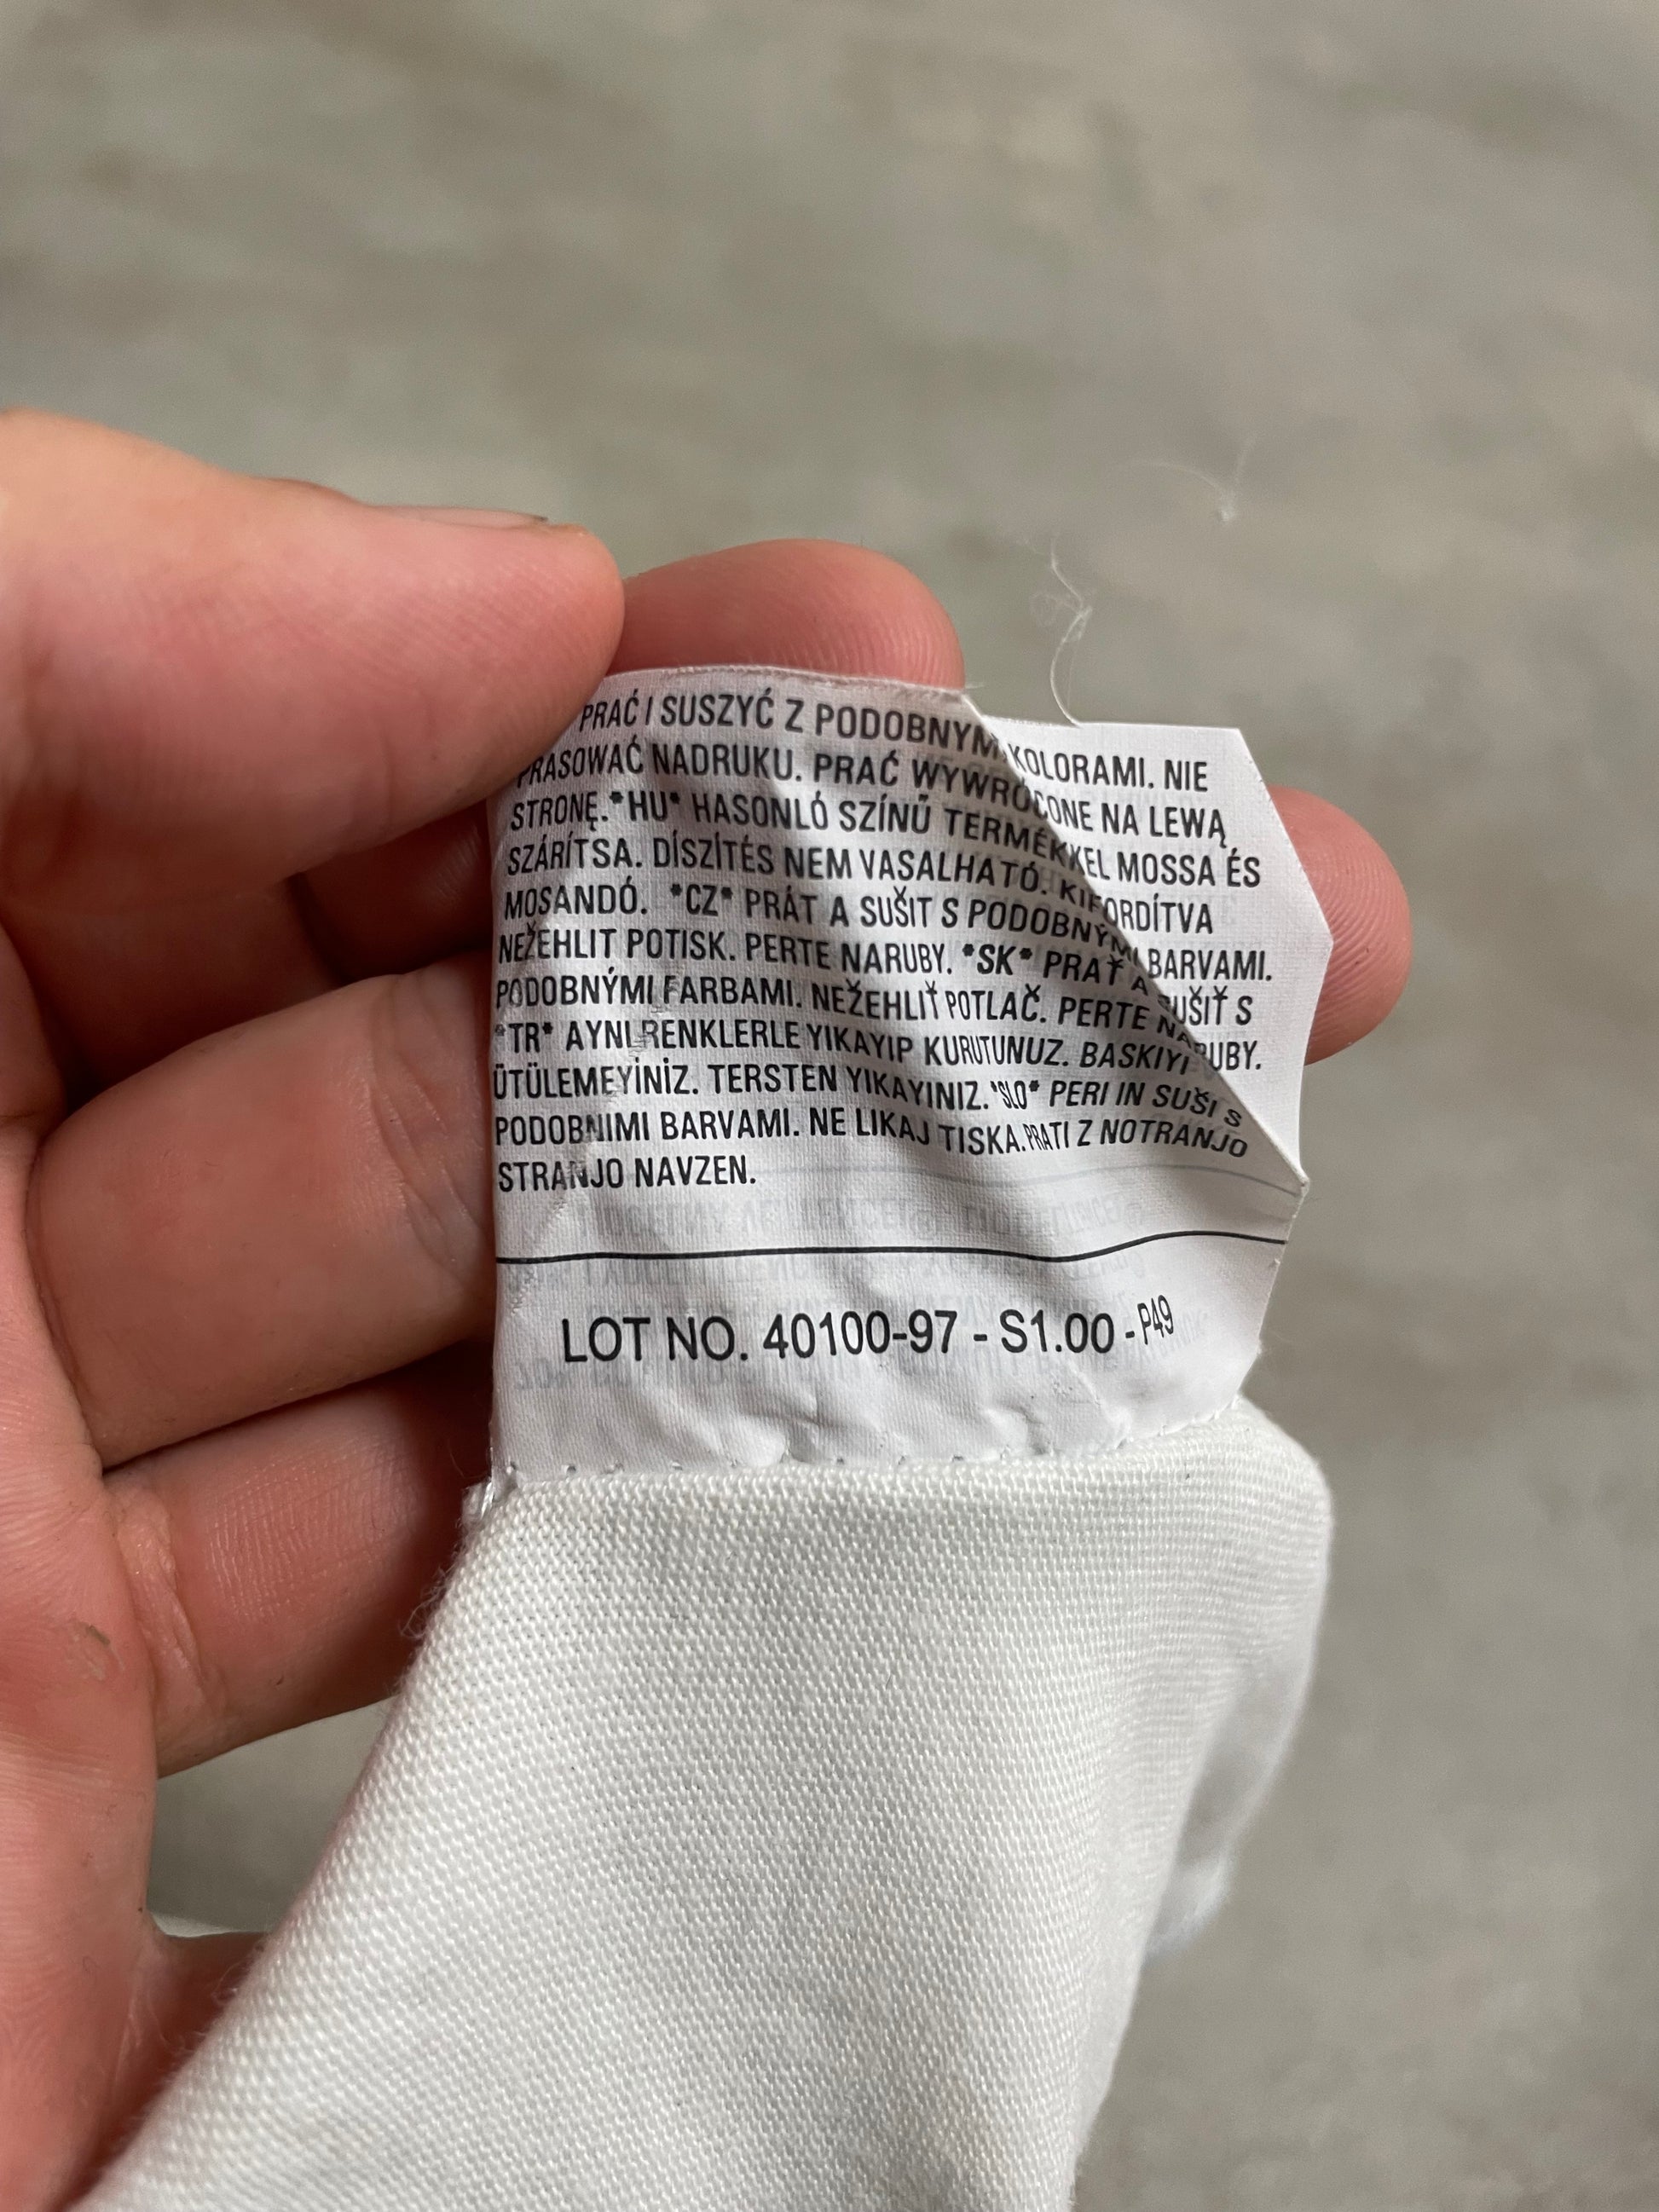 PRAĆ I SUSZYĆ Z PODOBNYMI KOLORAMI. NIE
PRASOWAĆ NADRUKU. PRAĆ WYWRÓCONE NA LEWĄ
STRONĘ.*HU* HASONLÓ SZÍNŰ TERMÉKKEL MOSSA ÉS
SZÁRÍTSA. DÍSZÍTÉS NEM VASALHATÓ. KIFORDÍTVA
MOSANDÓ. *CZ* PRÁT A SUŠIT S PODOBNÝMI BARVAMI.
NEŽEHLIT POTISK. PERTE NARUBY. *SK* PRAŤ A SUŠIŤ S
PODOBNÝMI FARBAMI. NEŽEHLIŤ POTLAČ. PERTE NARUBY.
*TR* AYNI RENKLERLE YIKAYIP KURUTUNUZ. BASKIYI
ÜTÜLEMEYİNİZ. TERSTEN YIKAYINIZ. *SLO* PERI IN SUŠI S
PODOBNIMI BARVAMI. NE LIKAJ TISKA. PRATI Z NOTRANJO
STRANJO NAVZEN.
LOT NO. 40100-97 - S1.00 - P49